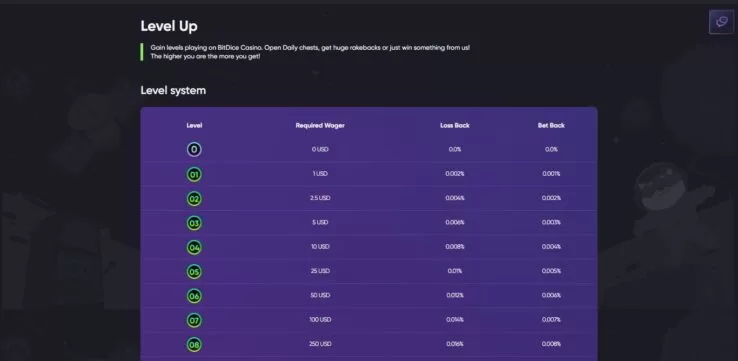 Level Up
Gain levels playing on BitDice Casino. Open Daily chests, get huge rakebacks or just win something from us!
The higher you are the more you get!
Level system
Level Required Wager Loss Back Bet Back
0 0 USD 0.0% 0.0%
01 1 USD 0.002% 0.001%
02 2.5 USD 0.004% 0.002%
03 5 USD 0.006% 0.003%
04 10 USD 0.008% 0.004%
05 25 USD 0.01% 0.005%
06 50 USD 0.012% 0.006%
07 100 USD 0.014% 0.007%
08 250 USD 0.016% 0.008%